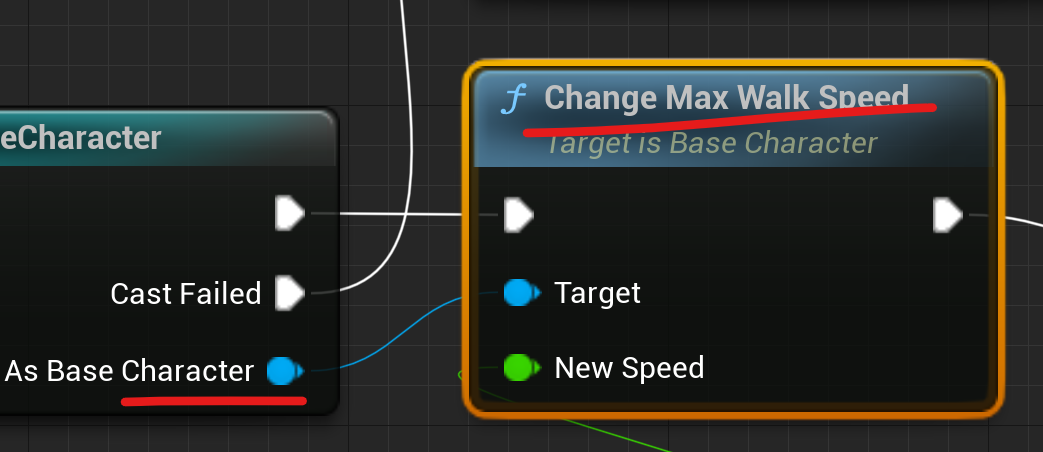 eCharacter
Cast Failed
As Base Character
f Change Max Walk Speed
Target is Base Character
Target
New Speed